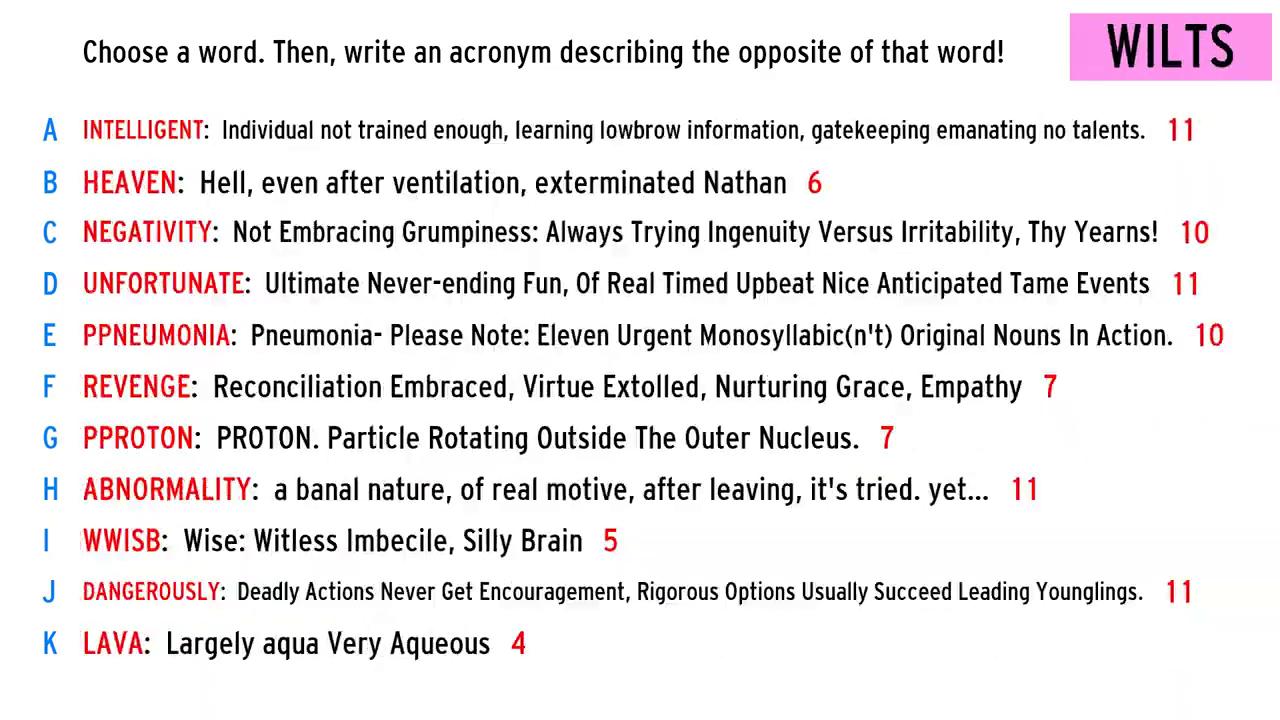 Choose a word. Then, write an acronym describing the opposite of that word!
WILTS
A INTELLIGENT: Individual not trained enough, learning lowbrow information, gatekeeping emanating no talents. 11
B HEAVEN: Hell, even after ventilation, exterminated Nathan 6
C NEGATIVITY: Not Embracing Grumpiness: Always Trying Ingenuity Versus Irritability, Thy Yearns! 10
D UNFORTUNATE: Ultimate Never-ending Fun, Of Real Timed Upbeat Nice Anticipated Tame Events 11
E PPNEUMONIA: Pneumonia- Please Note: Eleven Urgent Monosyllabic(n't) Original Nouns In Action. 10
F REVENGE: Reconciliation Embraced, Virtue Extolled, Nurturing Grace, Empathy 7
G PPROTON: PROTON. Particle Rotating Outside The Outer Nucleus. 7
H ABNORMALITY: a banal nature, of real motive, after leaving, it's tried. yet... 11
I WWISB: Wise: Witless Imbecile, Silly Brain 5
J DANGEROUSLY: Deadly Actions Never Get Encouragement, Rigorous Options Usually Succeed Leading Younglings. 11
K LAVA: Largely aqua Very Aqueous 4